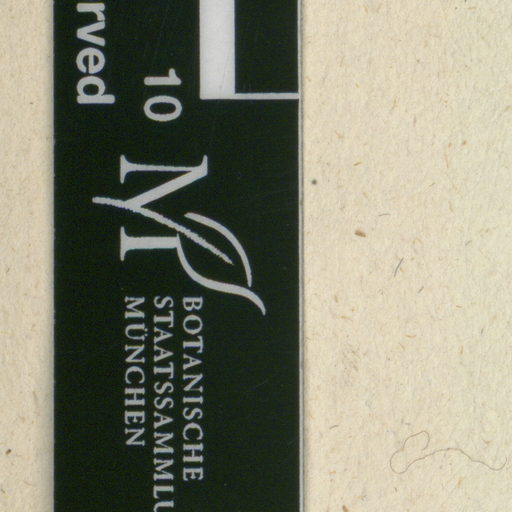 rved
10
BOTANISCHE
STAATSSAMMLU
MÜNCHEN